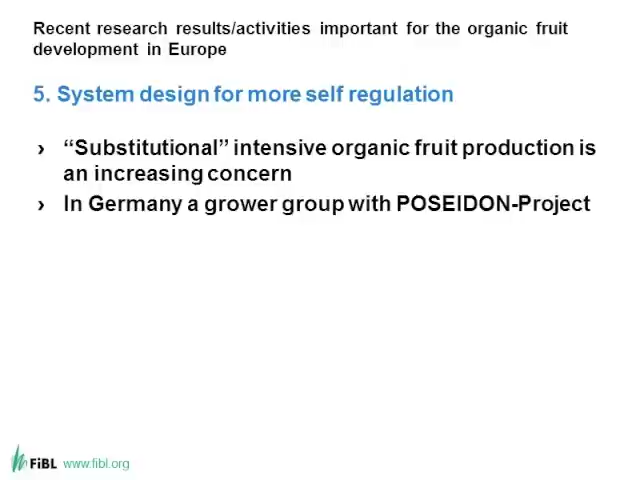 Recent research results/activities important for the organic fruit
development in Europe
5. System design for more self regulation
› “Substitutional” intensive organic fruit production is
an increasing concern
› In Germany a grower group with POSEIDON-Project
FiBL www.fibl.org